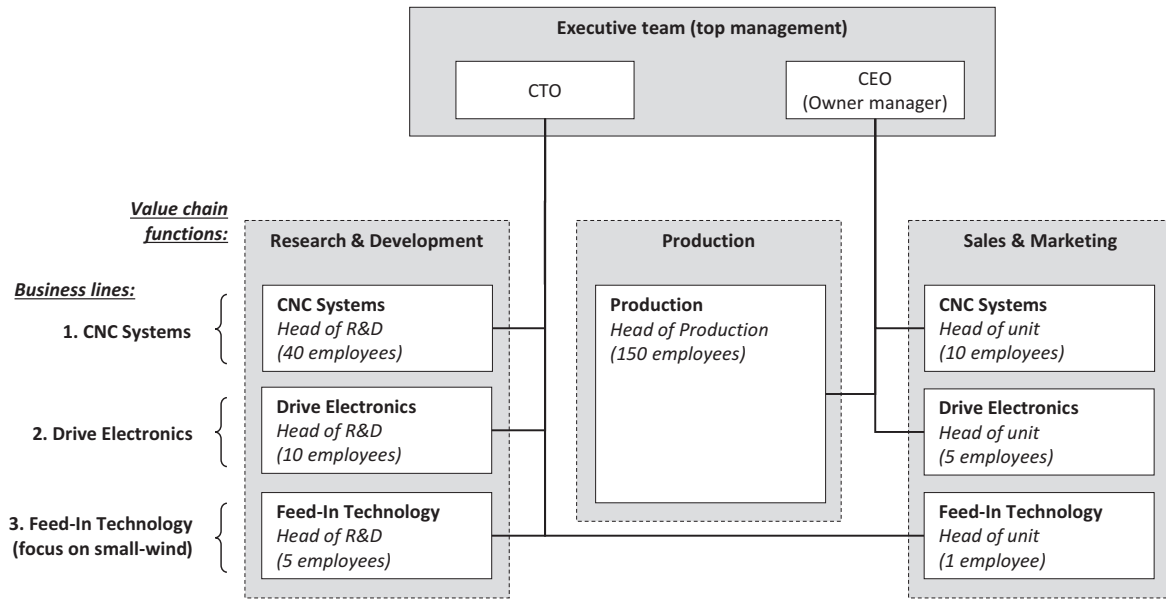 Executive team (top management)
CTO
CEO
(Owner manager)
Value chain
functions:
Research & Development
Production
Sales & Marketing
Business lines:
1. CNC Systems
CNC Systems
Head of R&D
(40 employees)
Production
Head of Production
(150 employees)
CNC Systems
Head of unit
(10 employees)
2. Drive Electronics
Drive Electronics
Head of R&D
(10 employees)
Drive Electronics
Head of unit
(5 employees)
3. Feed-In Technology
(focus on small-wind)
Feed-In Technology
Head of R&D
(5 employees)
Feed-In Technology
Head of unit
(1 employee)